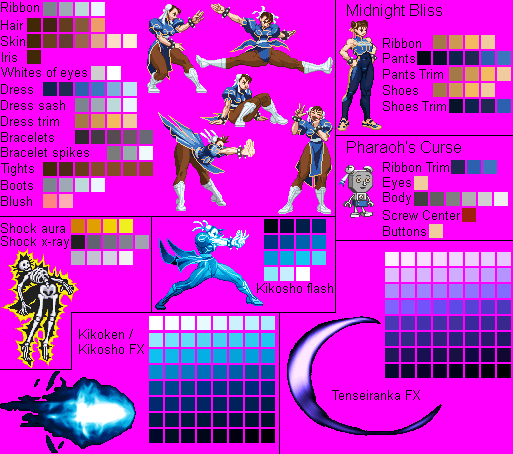 Ribbon
Hair
Skin
Iris
Whites of eyes
Dress
Dress sash
Dress trim
Bracelets
Bracelet spikes
Tights
Boots
Blush
Midnight Bliss
Ribbon
Pants
Pants Trim
Shoes
Shoes Trim
Pharaoh's Curse
Ribbon Trim
Eyes
Body
Screw Center
Buttons
Shock aura
Shock x-ray
Kikosho flash
Kikoken /
Kikosho FX
Tenseiranka FX